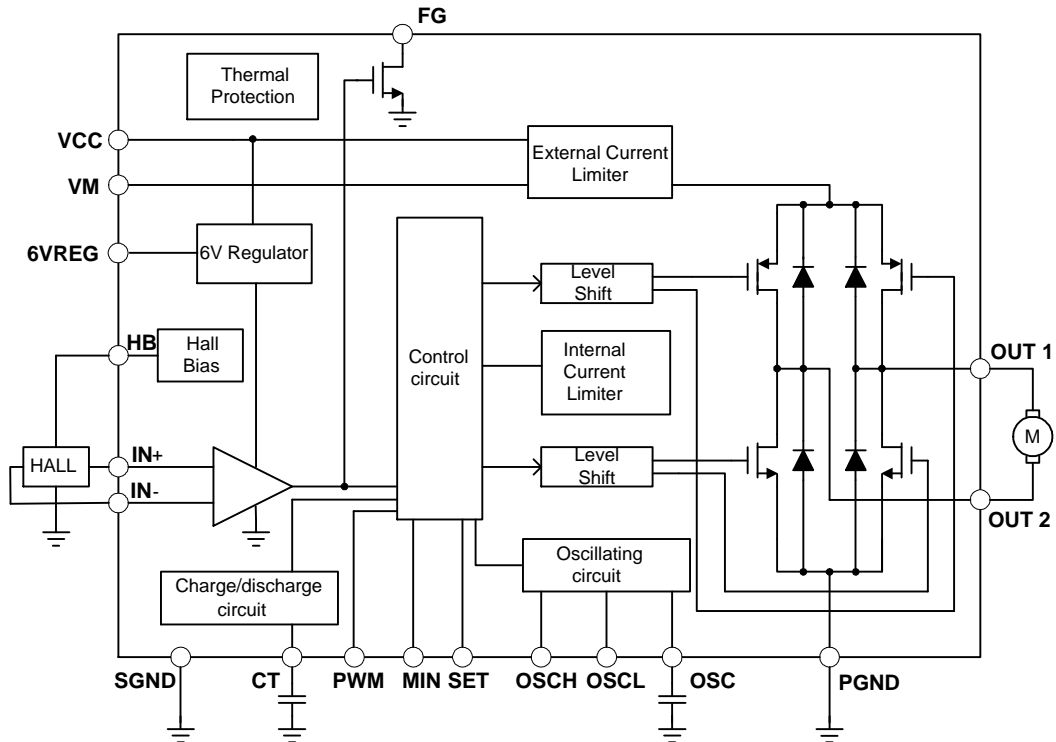 FG
Thermal
Protection
VCC
External Current
Limiter
VM
6VREG
6V Regulator
Level
Shift
HB
Hall
Bias
Control
circuit
Internal
Current
Limiter
OUT 1
M
HALL
IN+
IN-
Level
Shift
OUT 2
Oscillating
circuit
Charge/discharge
circuit
SGND
CT
PWM
MIN
SET
OSCH
OSCL
OSC
PGND